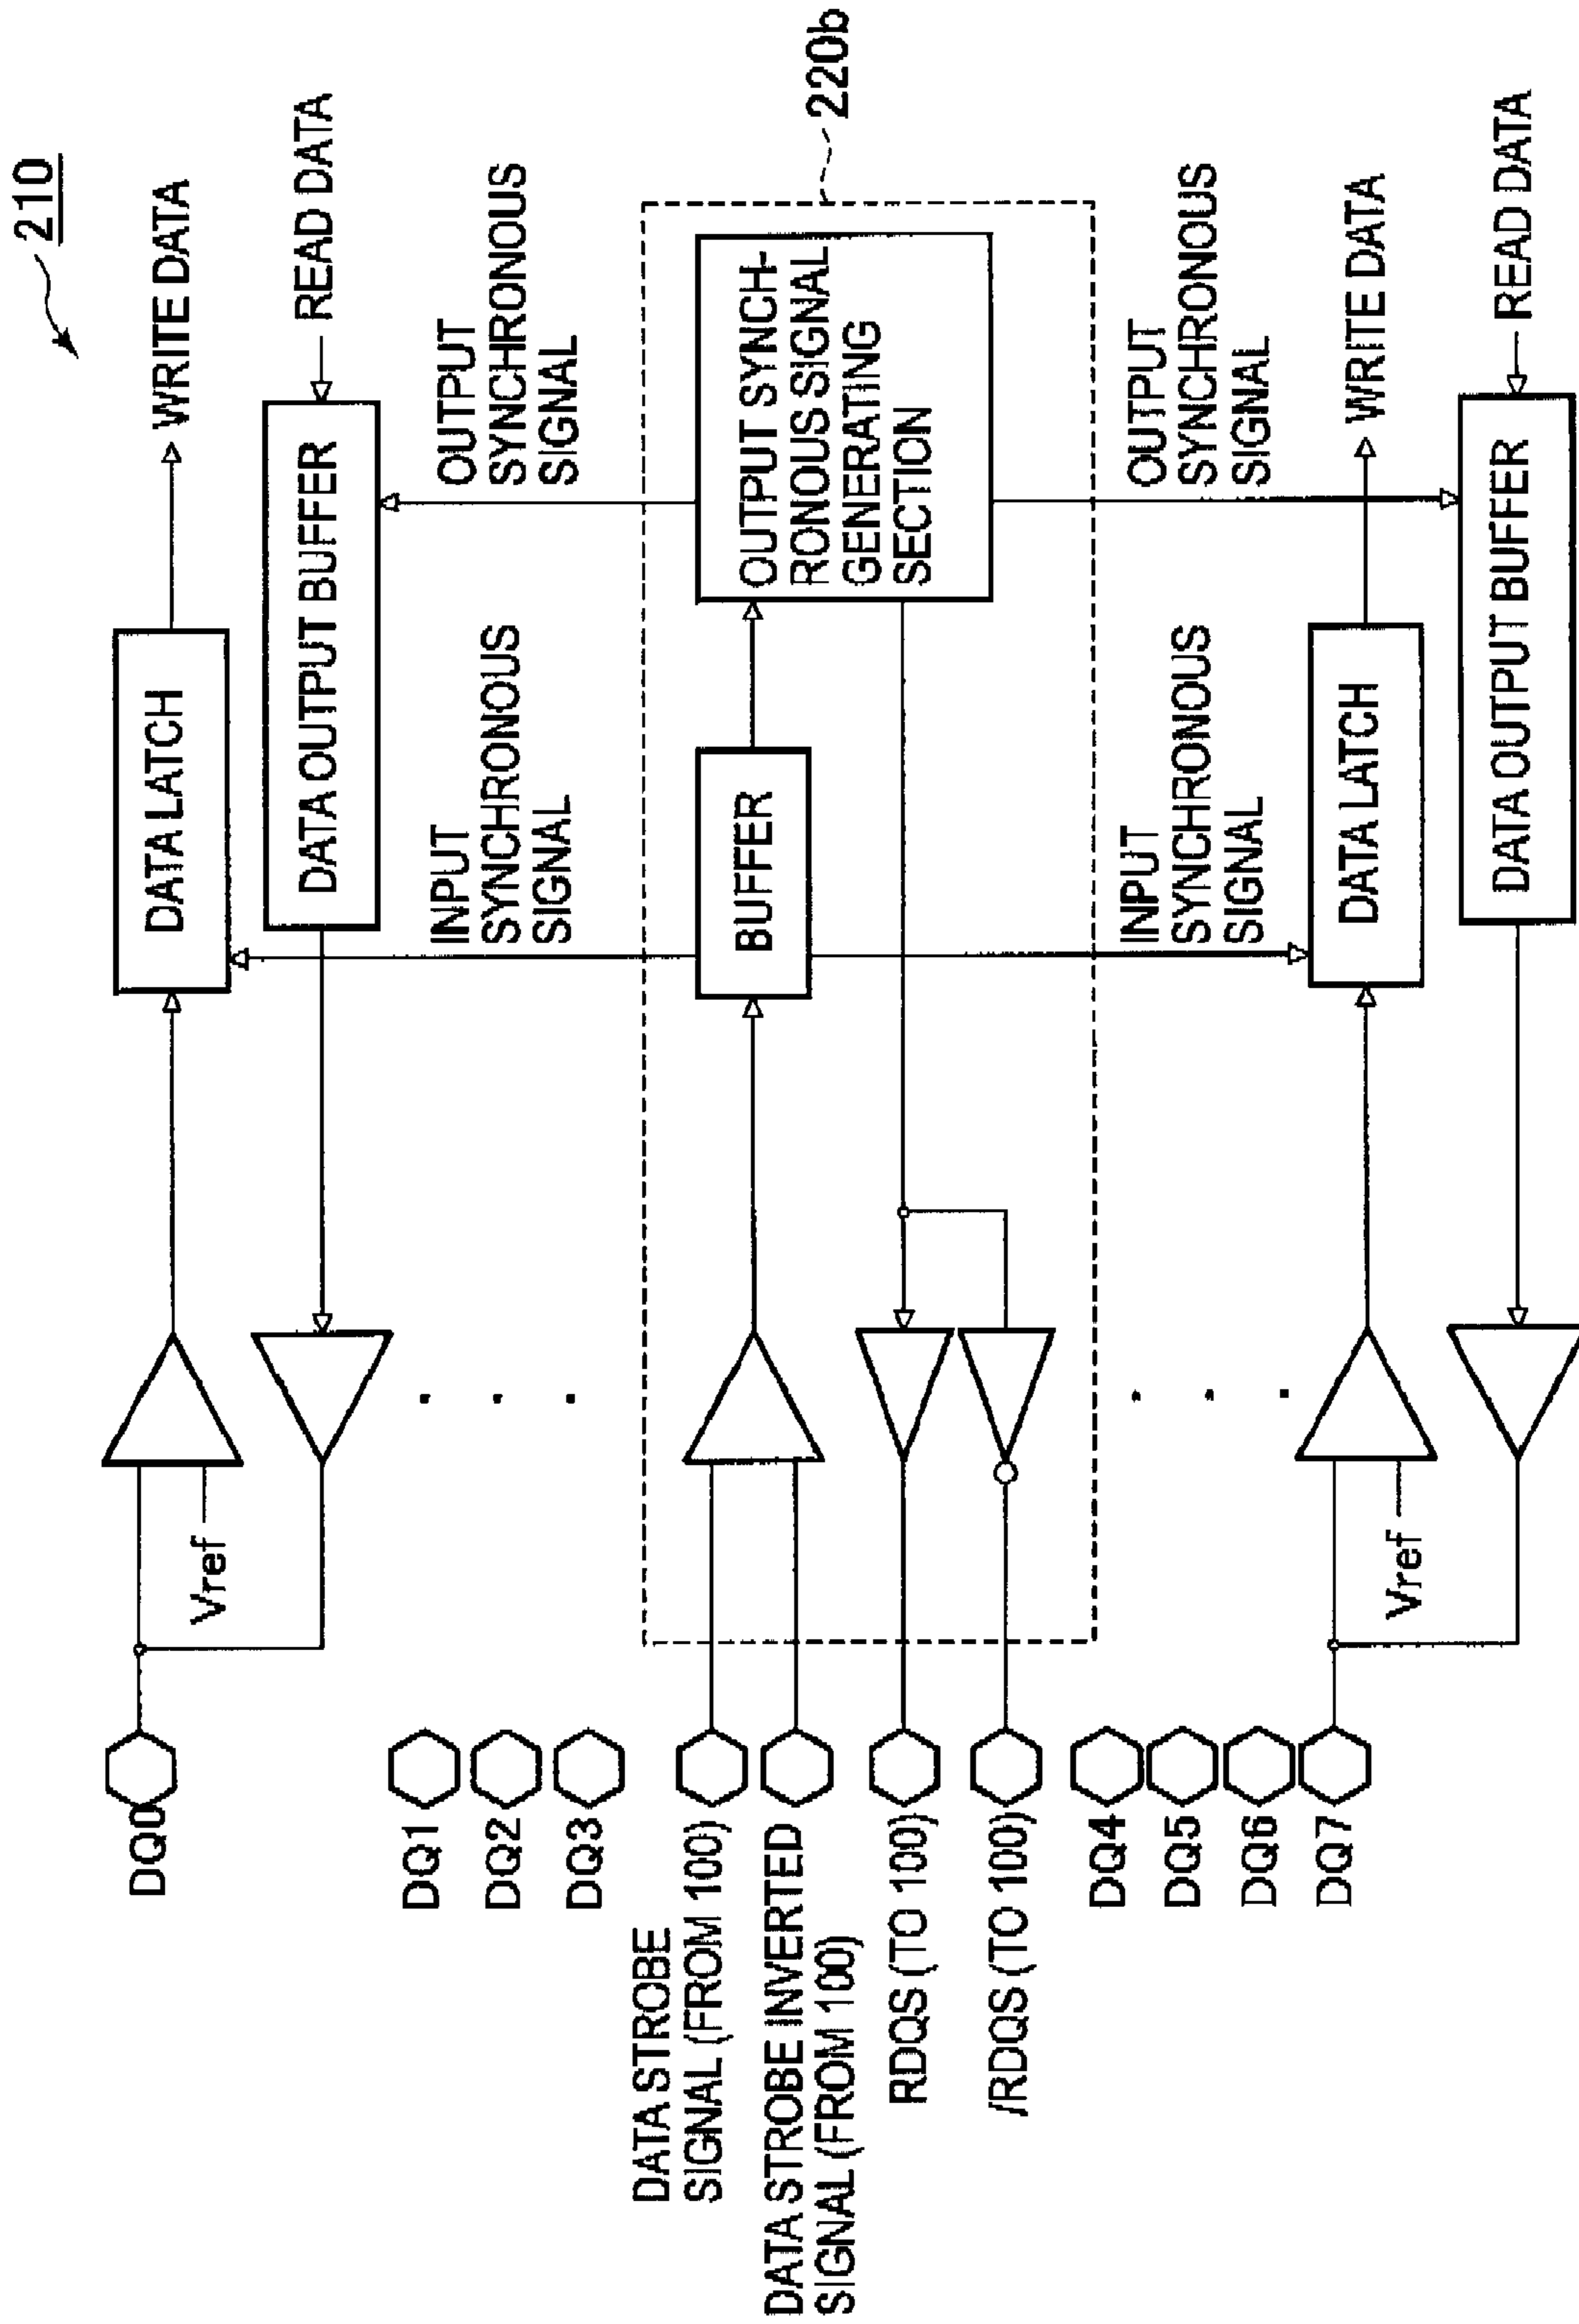 210
DQ0
Vref
DATA LATCH
WRITE DATA
DATA OUTPUT BUFFER
READ DATA
DQ1
DQ2
DQ3
INPUT
SYNCHRONOUS
SIGNAL
OUTPUT
SYNCHRONOUS
SIGNAL
DATA STROBE
SIGNAL (FROM 100)
DATA STROBE INVERTED
SIGNAL (FROM 100)
RDQS (TO 100)
/RDQS (TO 100)
BUFFER
OUTPUT SYNCH-
RONOUS SIGNAL
GENERATING
SECTION
220b
DQ4
DQ5
DQ6
DQ7
INPUT
SYNCHRONOUS
SIGNAL
OUTPUT
SYNCHRONOUS
SIGNAL
Vref
DATA LATCH
WRITE DATA
DATA OUTPUT BUFFER
READ DATA